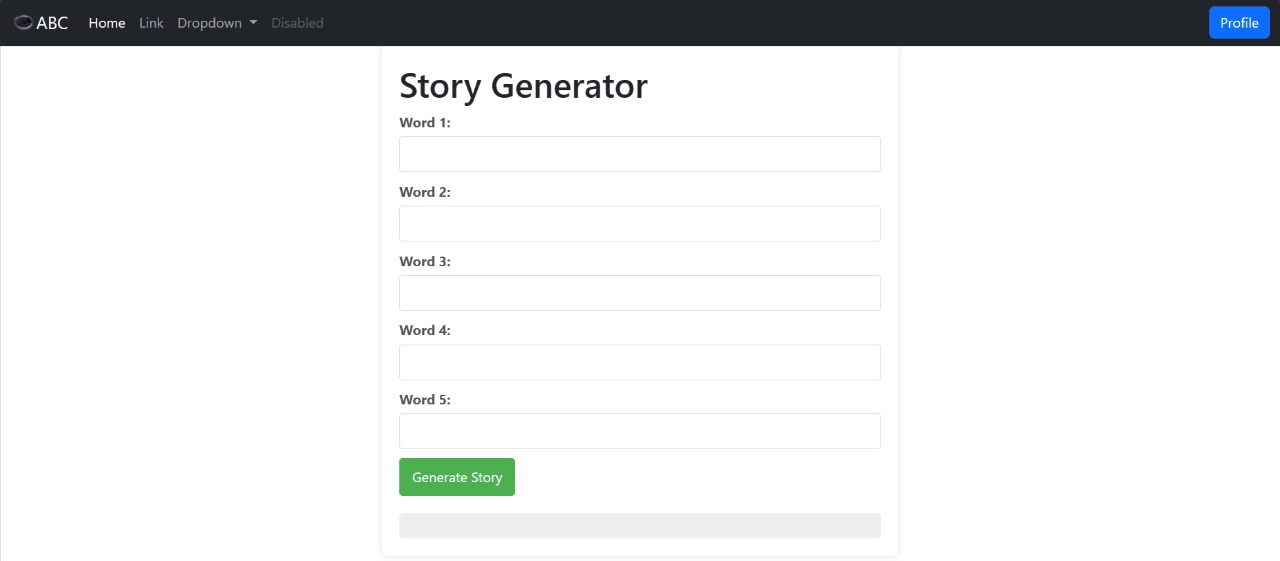 ABC Home Link Dropdown Disabled Profile
Story Generator
Word 1:
Word 2:
Word 3:
Word 4:
Word 5:
Generate Story